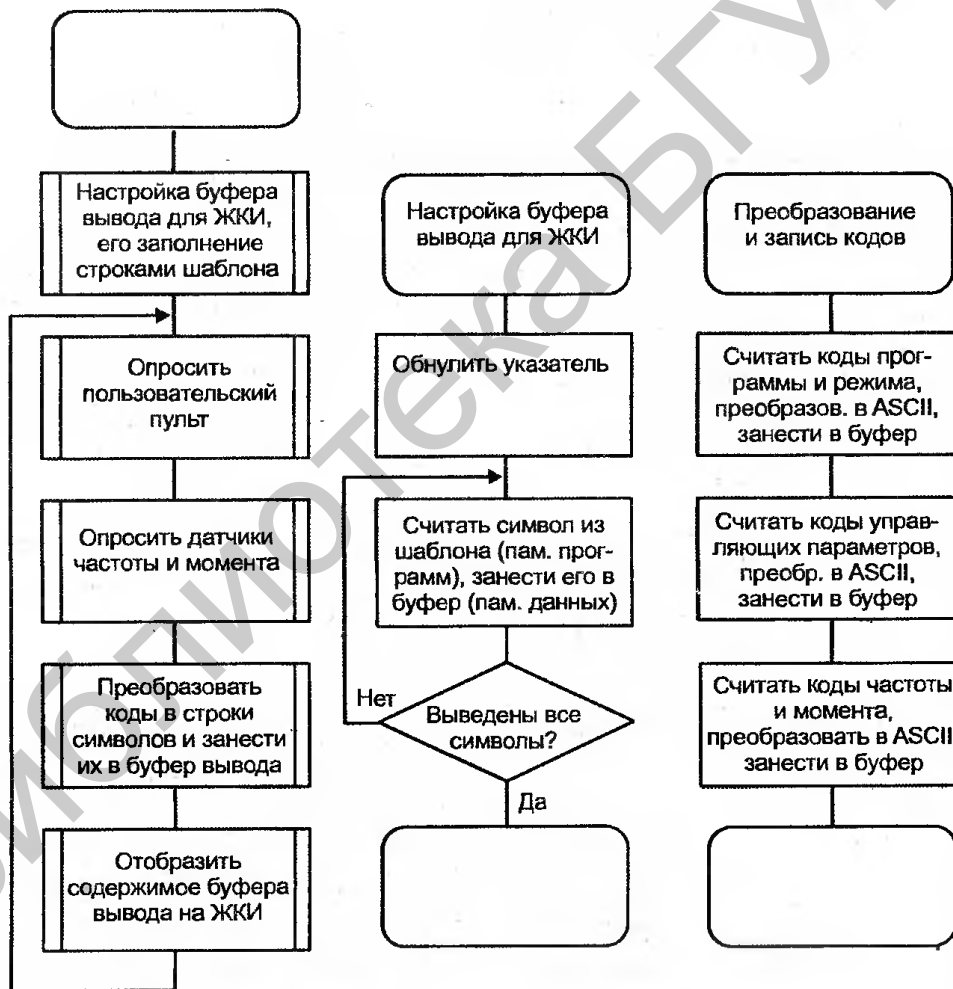 Настройка буфера
вывода для ЖКИ,
его заполнение
строками шаблона
Опросить
пользовательский
пульт
Опросить датчики
частоты и момента
Преобразовать
коды в строки
символов и занести
их в буфер вывода
Отобразить
содержимое буфера
вывода на ЖКИ
Настройка буфера
вывода для ЖКИ
Обнулить указатель
Считать символ из
шаблона (пам. прог-
рамм), занести его в
буфер (пам. данных)
Нет
Выведены все
символы?
Да
Преобразование
и запись кодов
Считать коды прог-
раммы и режима,
преобразов. в ASCII,
занести в буфер
Считать коды управ-
ляющих параметров,
преобр. в ASCII,
занести в буфер
Считать коды частоты
и момента,
преобразовать в ASCII
занести в буфер
иблиотека БГУ